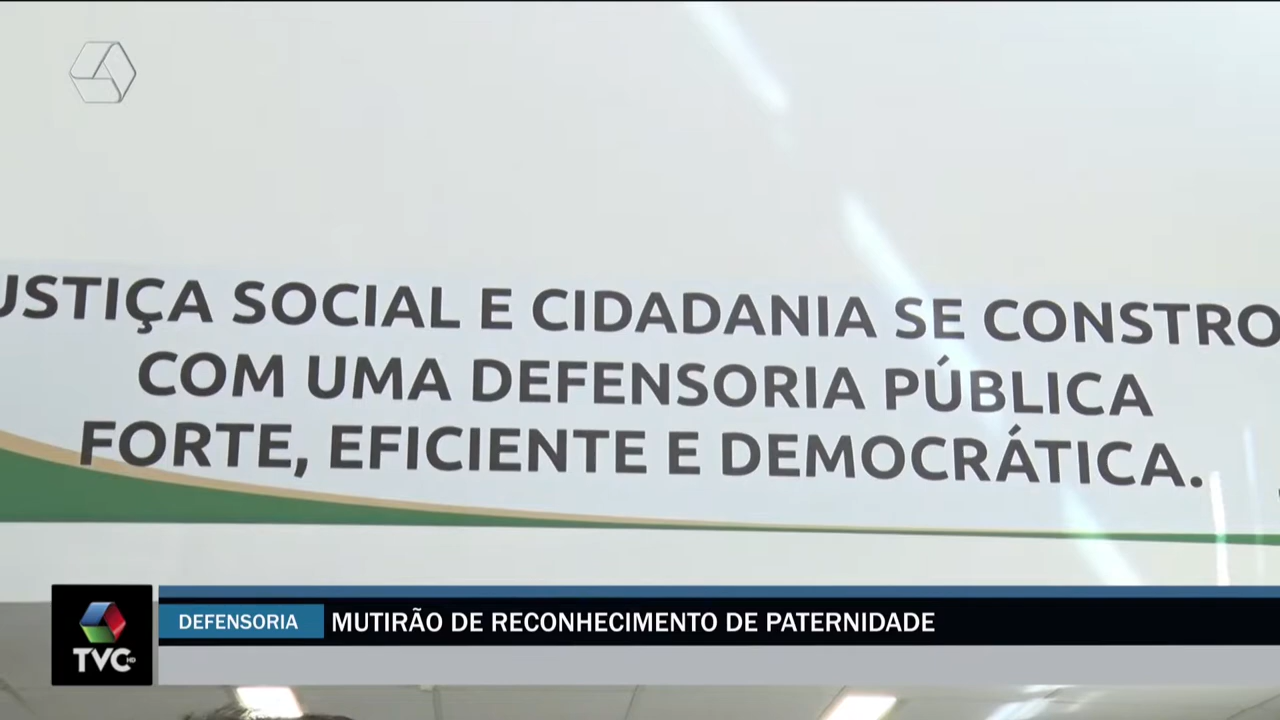 USTIÇA SOCIAL E CIDADANIA SE CONSTRO
COM UMA DEFENSORIA PÚBLICA
FORTE, EFICIENTE E DEMOCRÁTICA.
DEFENSORIA MUTIRÃO DE RECONHECIMENTO DE PATERNIDADE
TVC HD